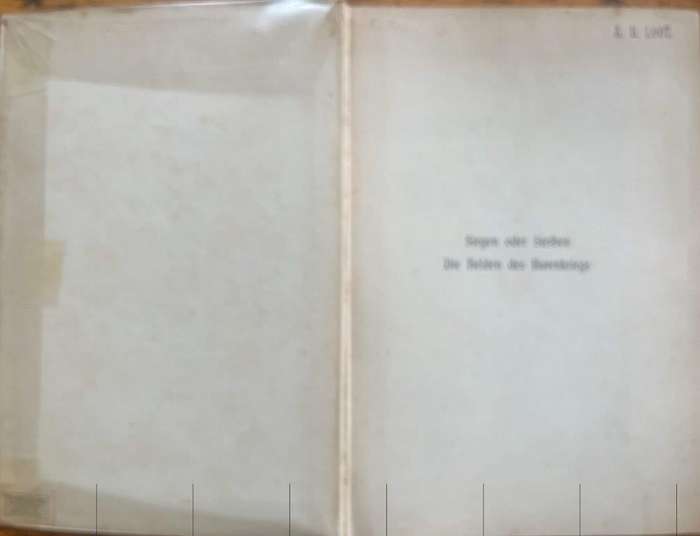 Siegen oder Sterben
Die Helden des Burenkriegs